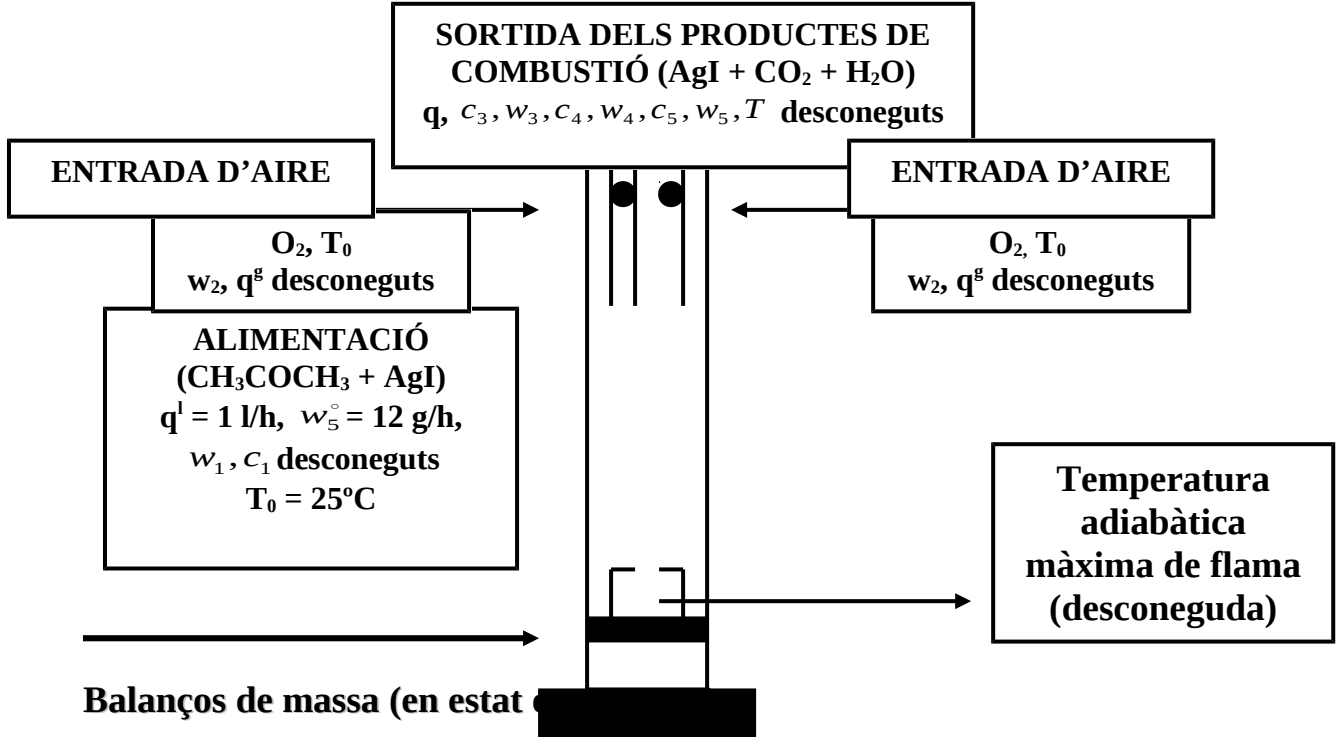 SORTIDA DELS PRODUCTES DE
COMBUSTIÓ (AgI + CO₂ + H₂O)
q, c₃, w₃, c₄, w₄, c₅, w₅, T desconeguts
ENTRADA D’AIRE
O₂, T₀
w₂, qᵍ desconeguts
ENTRADA D’AIRE
O₂, T₀
w₂, qᵍ desconeguts
ALIMENTACIÓ
(CH₃COCH₃ + AgI)
qˡ = 1 l/h, w₅° = 12 g/h,
w₁, c₁ desconeguts
T₀ = 25ºC
Temperatura
adiabàtica
màxima de flama
(desconeguda)
Balanços de massa (en estat